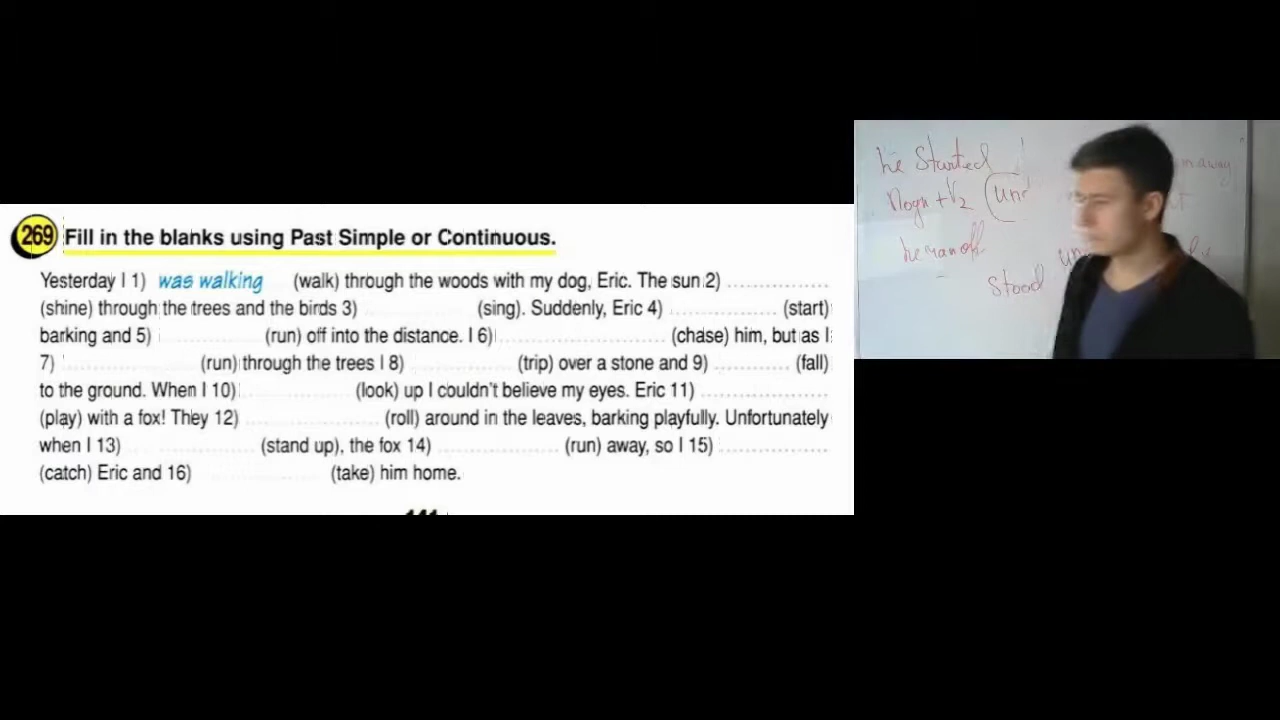 269 Fill in the blanks using Past Simple or Continuous.
Yesterday I 1) was walking (walk) through the woods with my dog, Eric. The sun 2) ....................
(shine) through the trees and the birds 3) .................... (sing). Suddenly, Eric 4) .................... (start)
barking and 5) .................... (run) off into the distance. I 6) .................... (chase) him, but as I
7) .................... (run) through the trees I 8) .................... (trip) over a stone and 9) .................... (fall)
to the ground. When I 10) .................... (look) up I couldn't believe my eyes. Eric 11) ....................
(play) with a fox! They 12) .................... (roll) around in the leaves, barking playfully. Unfortunately
when I 13) .................... (stand up), the fox 14) .................... (run) away, so I 15) ....................
(catch) Eric and 16) .................... (take) him home.
he started
+ V2
he ran off
stood